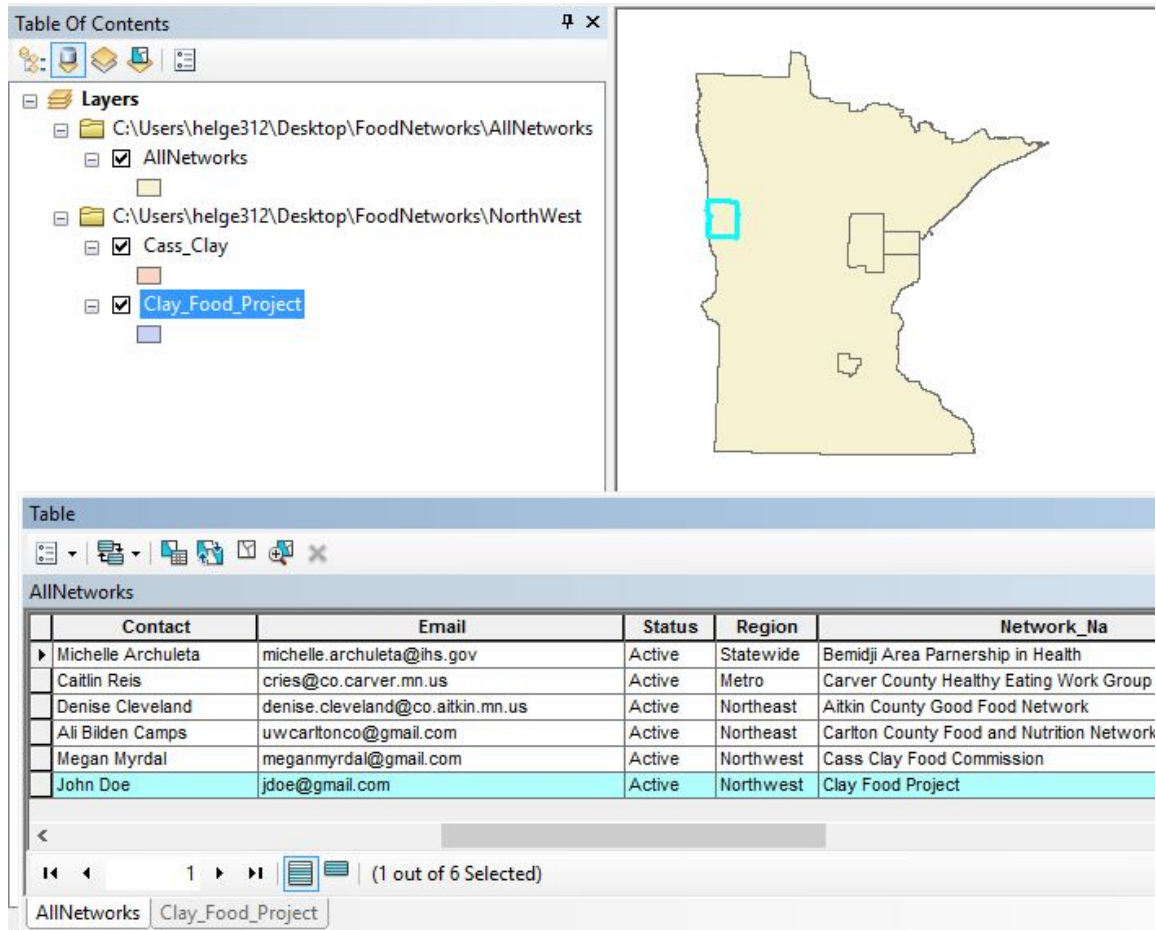 Table Of Contents
Layers
C:\Users\helge312\Desktop\FoodNetworks\AllNetworks
AllNetworks
C:\Users\helge312\Desktop\FoodNetworks\NorthWest
Cass_Clay
Clay_Food_Project
Table
AllNetworks
Contact Email Status Region Network_Na
Michelle Archuleta michelle.archuleta@ihs.gov Active Statewide Bemidji Area Parnership in Health
Caitlin Reis cries@co.carver.mn.us Active Metro Carver County Healthy Eating Work Group
Denise Cleveland denise.cleveland@co.aitkin.mn.us Active Northeast Aitkin County Good Food Network
Ali Bilden Camps uwcarltonco@gmail.com Active Northeast Carlton County Food and Nutrition Network
Megan Myrdal meganmyrdal@gmail.com Active Northwest Cass Clay Food Commission
John Doe jdoe@gmail.com Active Northwest Clay Food Project
1 (1 out of 6 Selected)
AllNetworks Clay_Food_Project